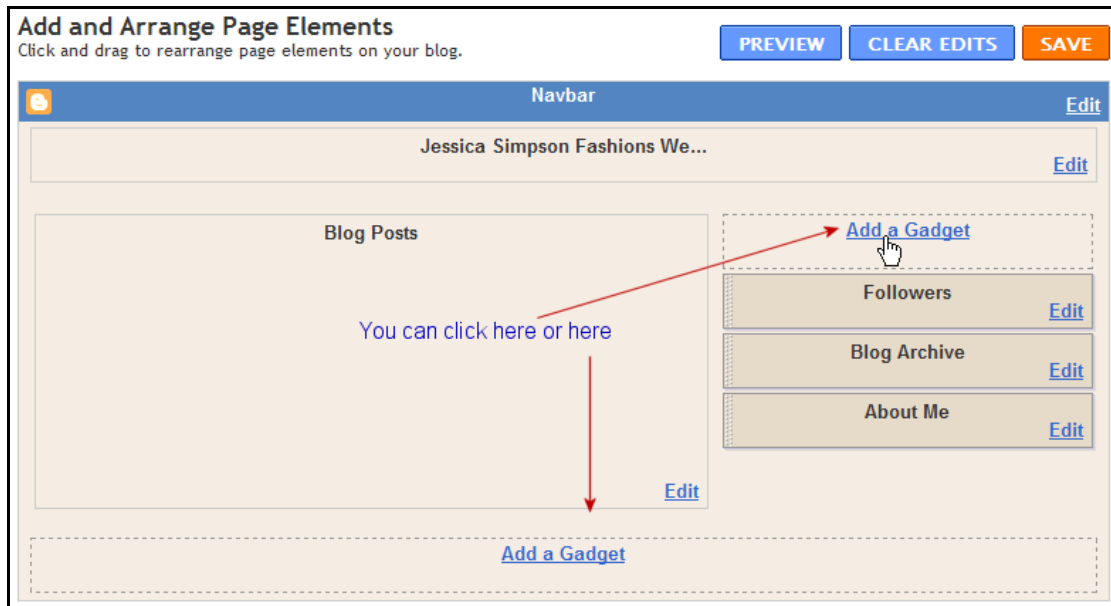 Add and Arrange Page Elements
Click and drag to rearrange page elements on your blog.
PREVIEW
CLEAR EDITS
SAVE
Navbar
Edit
Jessica Simpson Fashions We...
Edit
Blog Posts
You can click here or here
Edit
Add a Gadget
Followers
Edit
Blog Archive
Edit
About Me
Edit
Add a Gadget